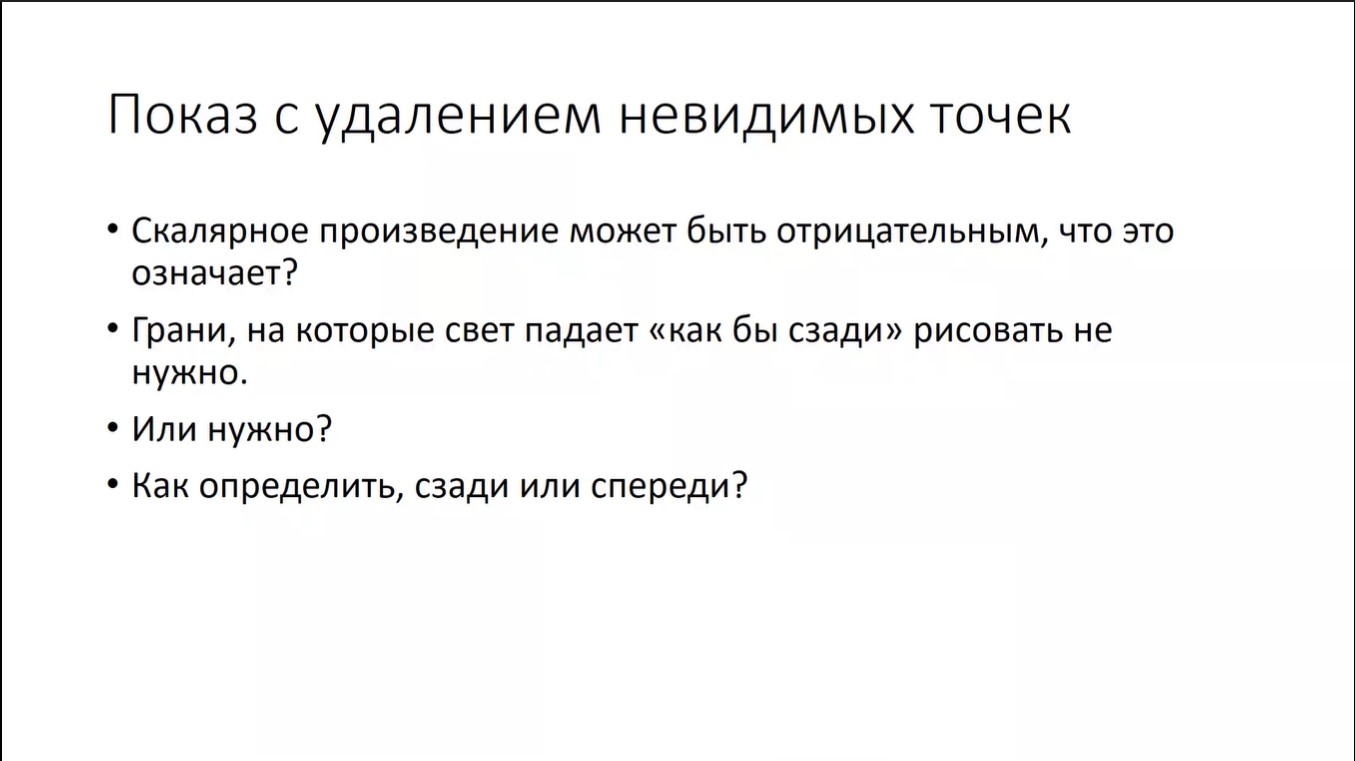 Показ с удалением невидимых точек
• Скалярное произведение может быть отрицательным, что это
означает?
• Грани, на которые свет падает «как бы сзади» рисовать не
нужно.
• Или нужно?
• Как определить, сзади или спереди?